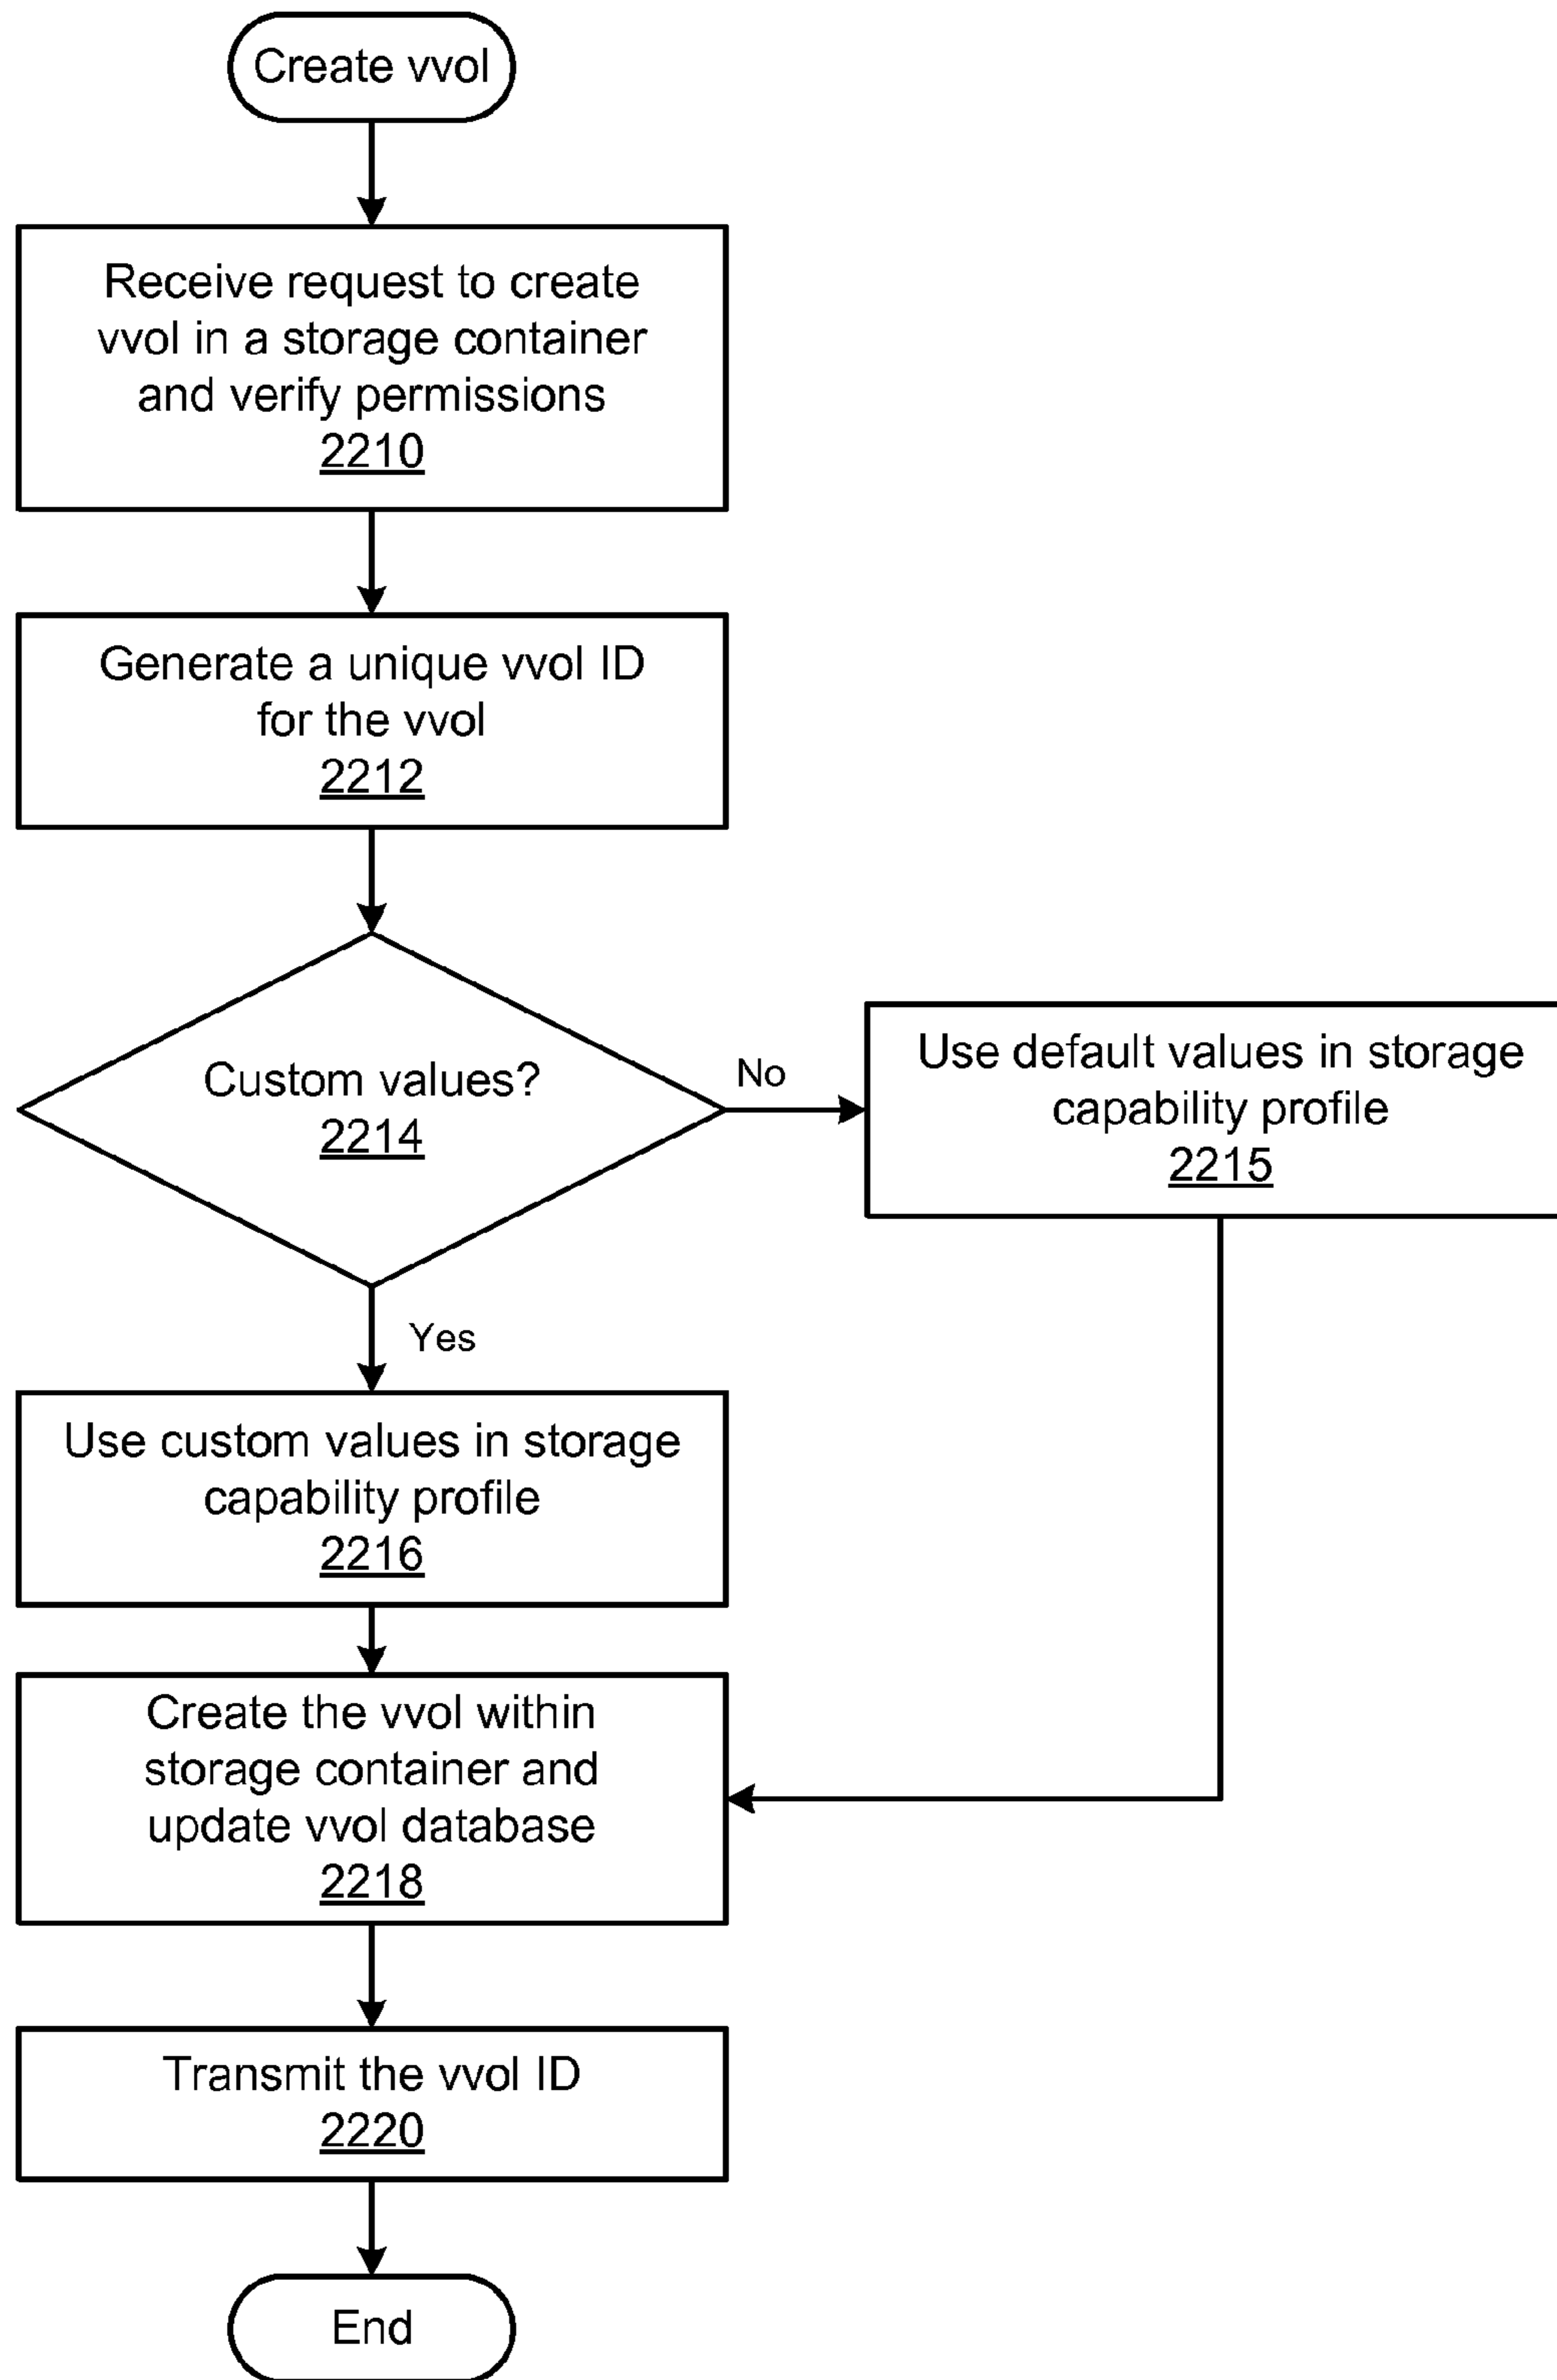 Create vvol
Receive request to create
vvol in a storage container
and verify permissions
2210
Generate a unique vvol ID
for the vvol
2212
Custom values?
2214
No
Use default values in storage
capability profile
2215
Yes
Use custom values in storage
capability profile
2216
Create the vvol within
storage container and
update vvol database
2218
Transmit the vvol ID
2220
End